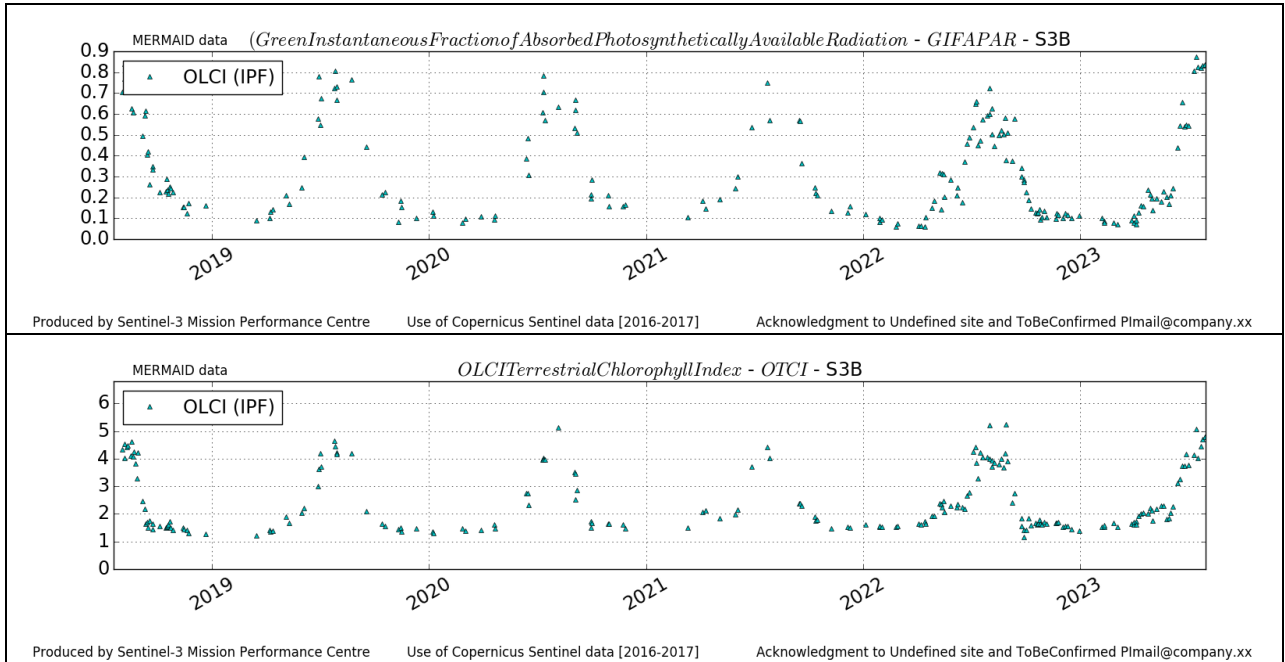 MERMAID data (GreenInstantaneousFractionofAbsorbedPhotosyntheticallyAvailableRadiation - GIFAPAR - S3B
0.9
OLCI (IPF)
0.8
0.7
0.6
0.5
0.4
0.3
0.2
0.1
0.0
2019 2020 2021 2022 2023
Produced by Sentinel-3 Mission Performance Centre Use of Copernicus Sentinel data [2016-2017] Acknowledgment to Undefined site and ToBeConfirmed PImail@company.xx
MERMAID data OLCITerrestrialChlorophyllIndex - OTCI - S3B
OLCI (IPF)
6
5
4
3
2
1
0
2019 2020 2021 2022 2023
Produced by Sentinel-3 Mission Performance Centre Use of Copernicus Sentinel data [2016-2017] Acknowledgment to Undefined site and ToBeConfirmed PImail@company.xx